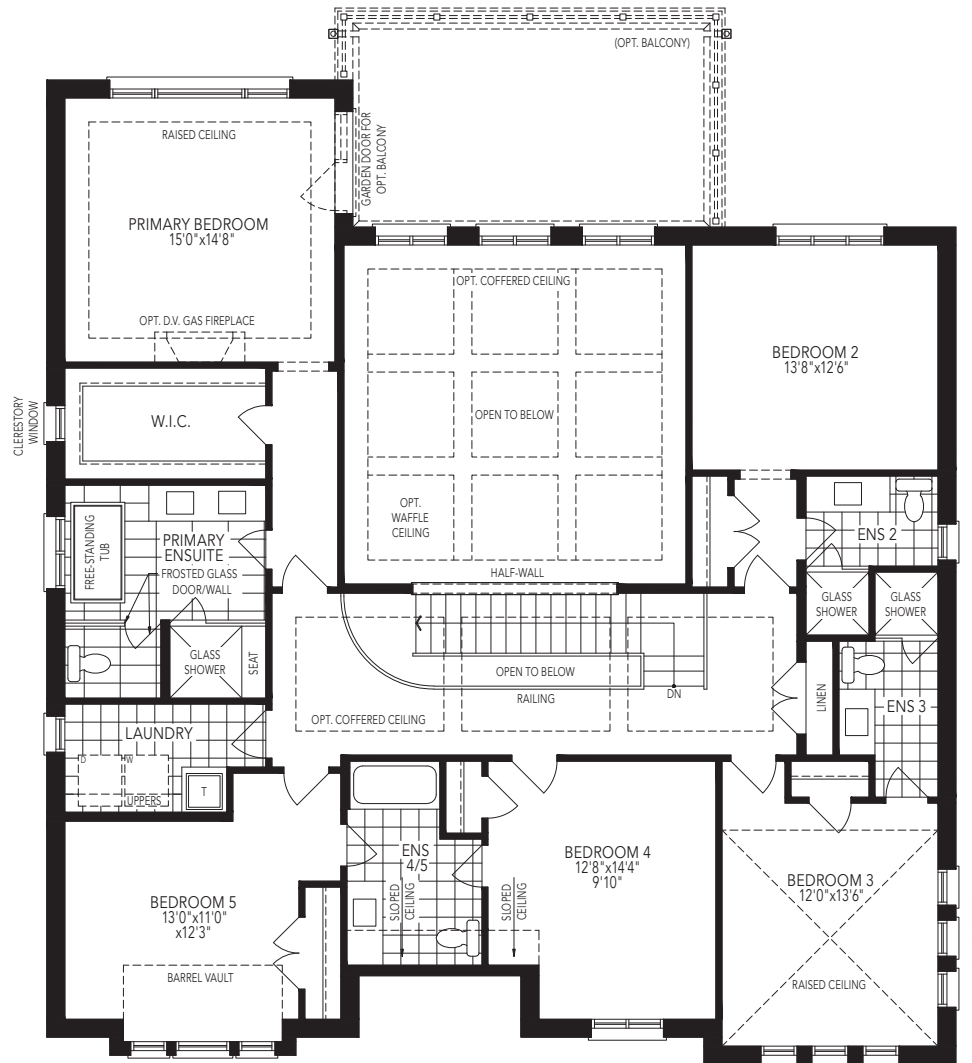 (OPT. BALCONY)
GARDEN DOOR FOR
OPT. BALCONY
RAISED CEILING
PRIMARY BEDROOM
15'0"x14'8"
OPT. D.V. GAS FIREPLACE
OPT. COFFERED CEILING
OPEN TO BELOW
OPT.
WAFFLE
CEILING
HALF-WALL
BEDROOM 2
13'8"x12'6"
CLERESTORY
WINDOW
W.I.C.
FREE-STANDING
TUB
PRIMARY
ENSUITE
FROSTED GLASS
DOOR/WALL
GLASS
SHOWER
SEAT
ENS 2
GLASS
SHOWER
GLASS
SHOWER
OPEN TO BELOW
RAILING
DN
OPT. COFFERED CEILING
LINEN
ENS 3
LAUNDRY
D
W
UPPERS
T
BEDROOM 5
13'0"x11'0"
x12'3"
BARREL VAULT
ENS
4/5
SLOPED
CEILING
SLOPED
CEILING
BEDROOM 4
12'8"x14'4"
9'10"
BEDROOM 3
12'0"x13'6"
RAISED CEILING